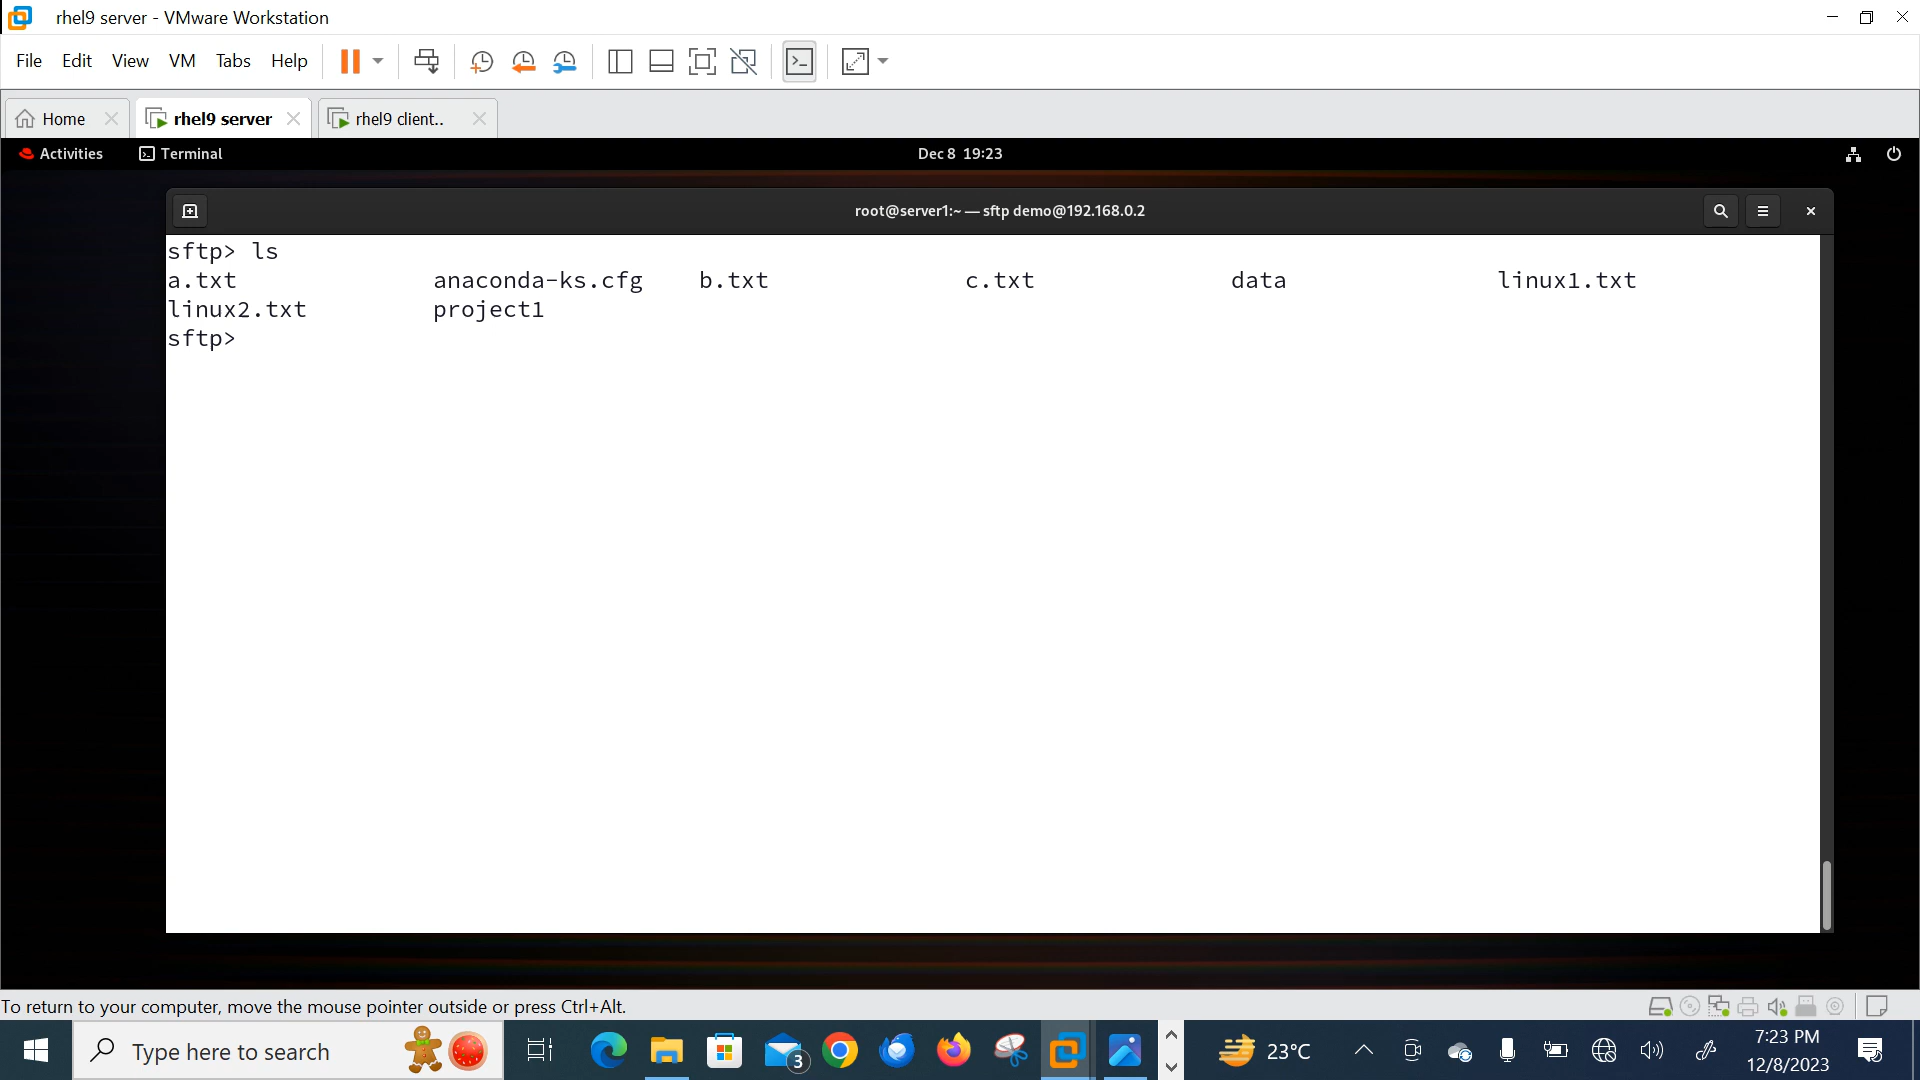 rhel9 server - VMware Workstation
File Edit View VM Tabs Help
Home rhel9 server rhel9 client..
Activities Terminal Dec 8 19:23
root@server1:~ — sftp demo@192.168.0.2
sftp> ls
a.txt anaconda-ks.cfg b.txt c.txt data linux1.txt
linux2.txt project1
sftp>
To return to your computer, move the mouse pointer outside or press Ctrl+Alt.
Type here to search 3 23°C 7:23 PM
12/8/2023